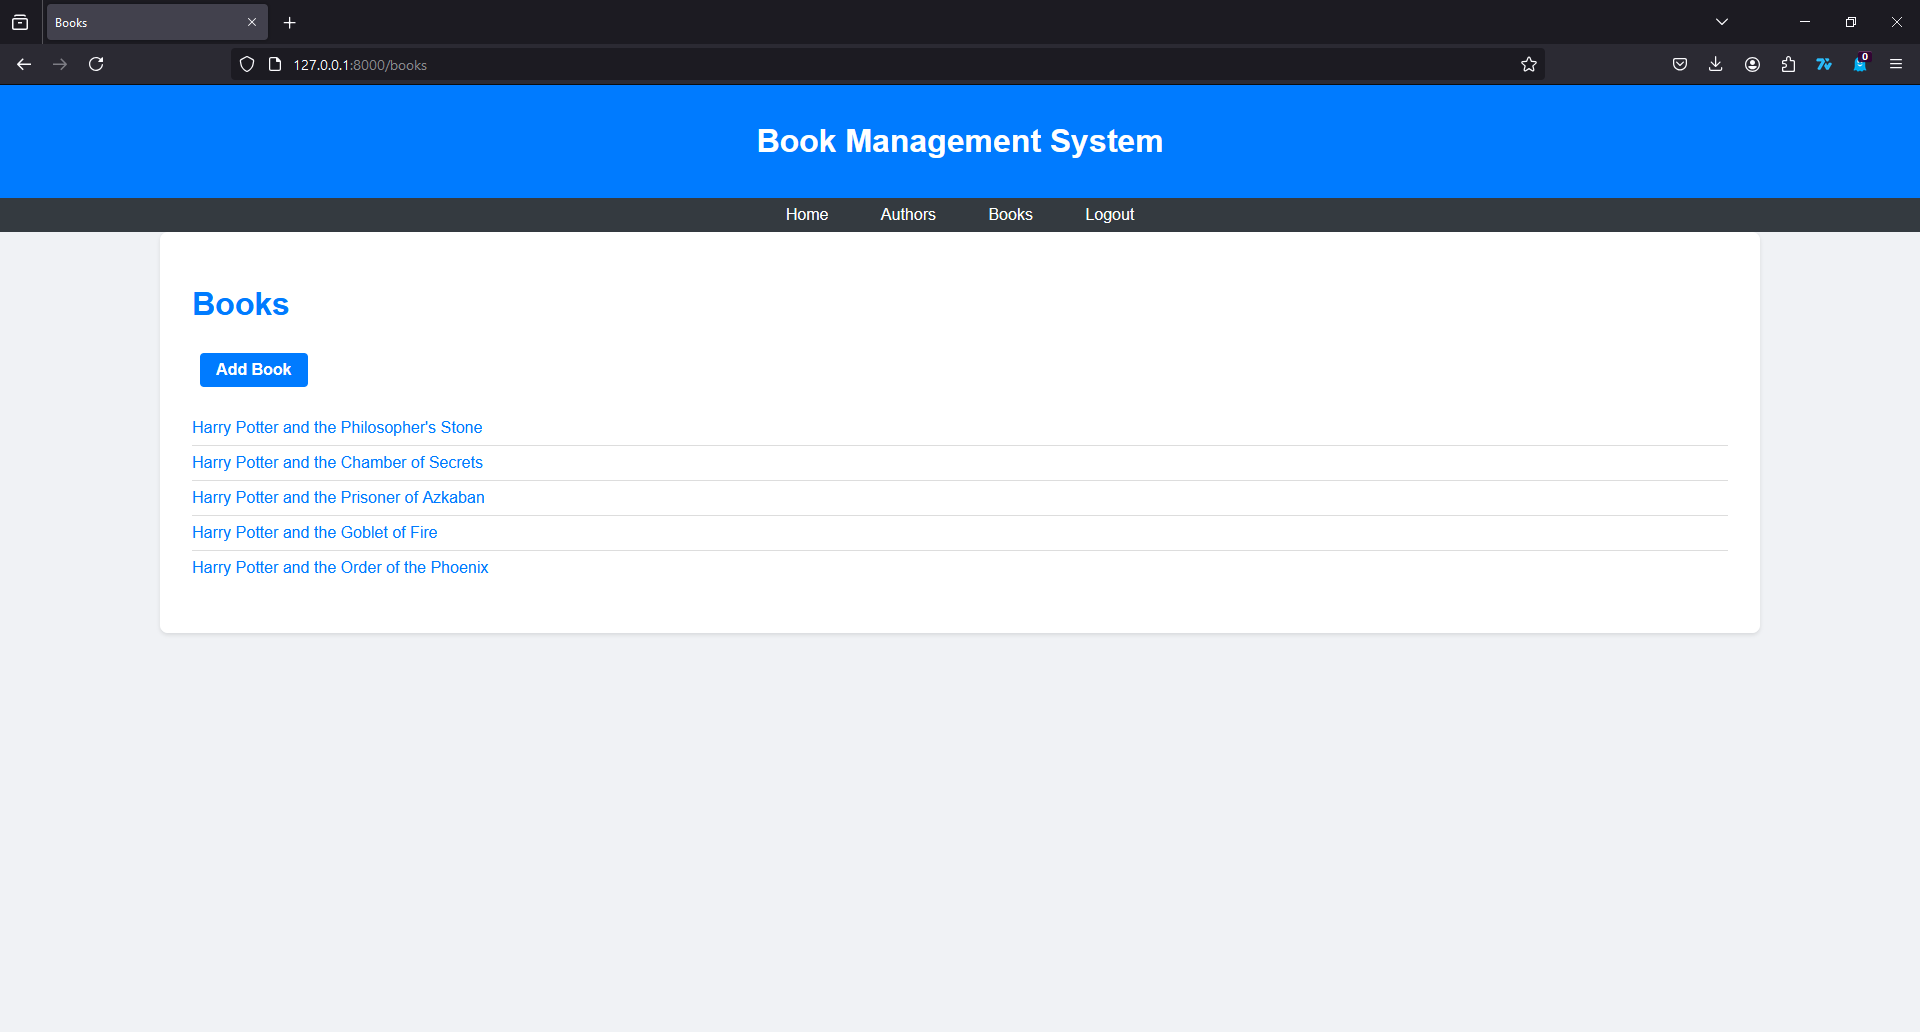 Books
127.0.0.1:8000/books
0
Book Management System
Home Authors Books Logout
Books
Add Book
Harry Potter and the Philosopher's Stone
Harry Potter and the Chamber of Secrets
Harry Potter and the Prisoner of Azkaban
Harry Potter and the Goblet of Fire
Harry Potter and the Order of the Phoenix